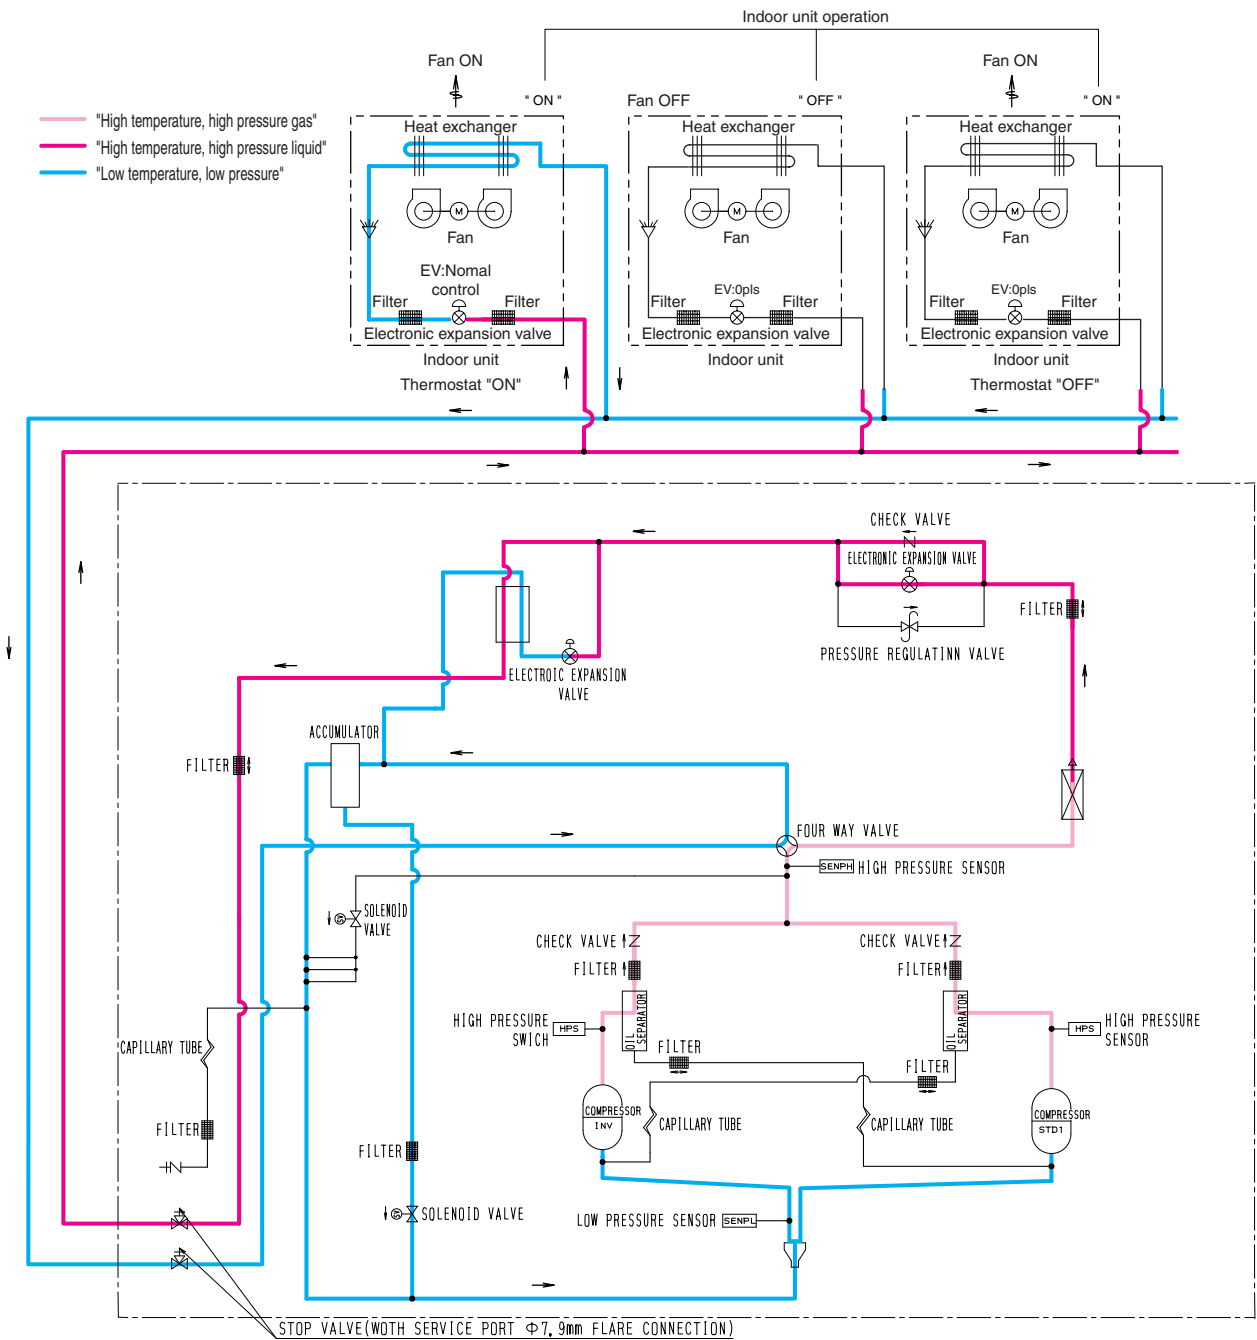 Indoor unit operation
Fan ON
Fan ON
" ON "
Fan OFF
" OFF "
" ON "
"High temperature, high pressure gas"
"High temperature, high pressure liquid"
"Low temperature, low pressure"
Heat exchanger
Heat exchanger
Heat exchanger
M
M
M
Fan
Fan
Fan
EV:Nomal
control
EV:0pls
EV:0pls
Filter
Filter
Filter
Filter
Filter
Filter
Electronic expansion valve
Electronic expansion valve
Electronic expansion valve
Indoor unit
Indoor unit
Indoor unit
Thermostat "ON"
Thermostat "OFF"
CHECK VALVE
ELECTRONIC EXPANSION VALVE
FILTER
PRESSURE REGULATINN VALVE
ELECTROIC EXPANSION
VALVE
ACCUMULATOR
FILTER
FOUR WAY VALVE
SENPH
HIGH PRESSURE SENSOR
SOLENOID
VALVE
CHECK VALVE
CHECK VALVE
FILTER
FILTER
OIL
SEPARATOR
OIL
SEPARATOR
HIGH PRESSURE
SWICH
HPS
HPS
HIGH PRESSURE
SENSOR
CAPILLARY TUBE
FILTER
FILTER
COMPRESSOR
INV
COMPRESSOR
STD1
CAPILLARY TUBE
CAPILLARY TUBE
FILTER
FILTER
SOLENOID VALVE
LOW PRESSURE SENSOR
SENPL
STOP VALVE(WOTH SERVICE PORT Φ7,9mm FLARE CONNECTION)